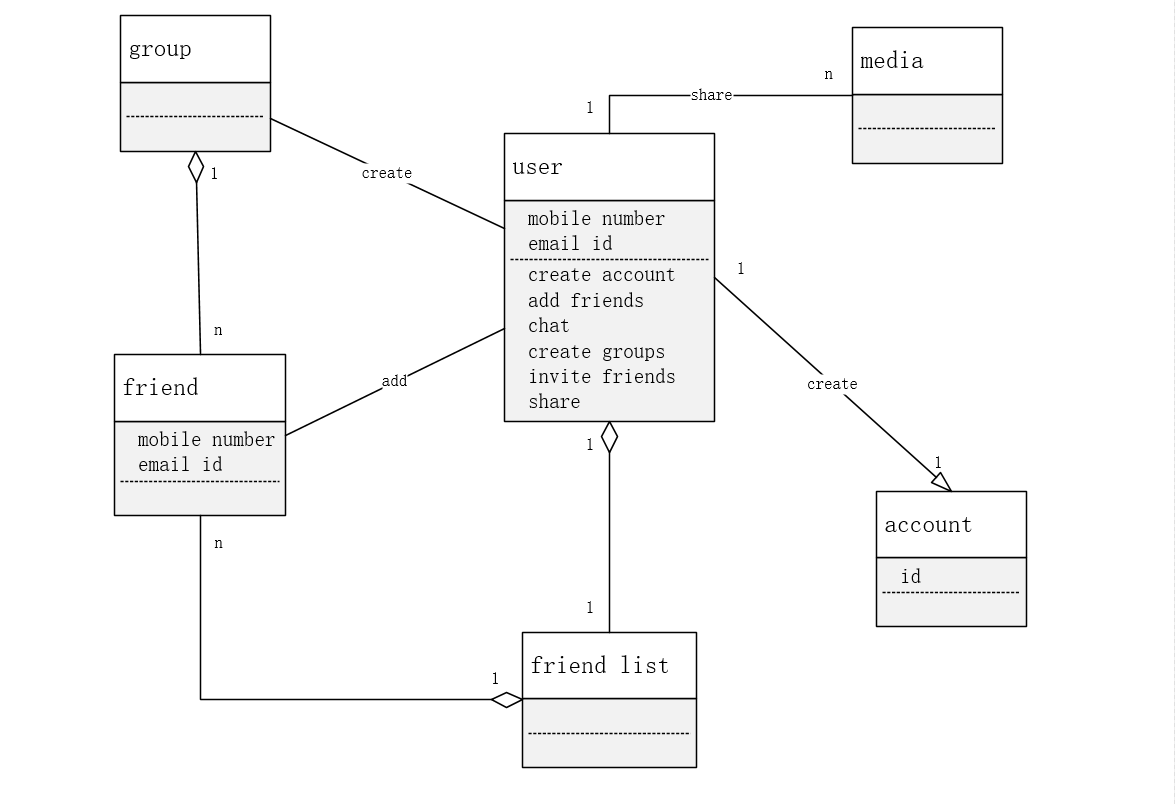 group
media
n
share
1
1
create
user
mobile number
email id
create account
add friends
chat
create groups
invite friends
share
1
n
friend
mobile number
email id
add
create
1
1
n
account
id
1
friend list
1